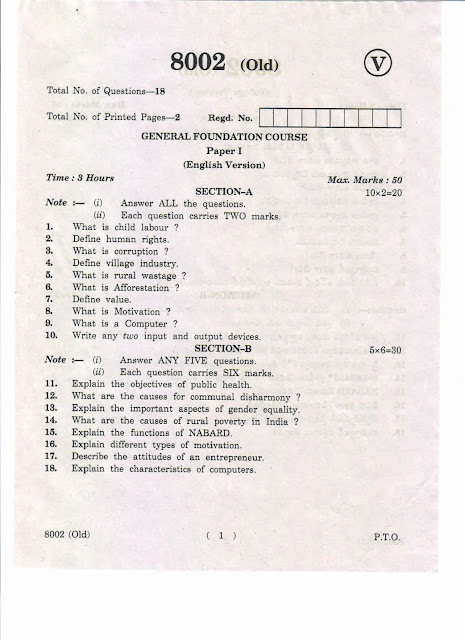 8002 (Old)
V
Total No. of Questions—18
Total No. of Printed Pages—2 Regd. No.
GENERAL FOUNDATION COURSE
Paper I
(English Version)
Time : 3 Hours Max. Marks : 50
SECTION—A 10×2=20
Note :— (i) Answer ALL the questions.
(ii) Each question carries TWO marks.
1. What is child labour ?
2. Define human rights.
3. What is corruption ?
4. Define village industry.
5. What is rural wastage ?
6. What is Afforestation ?
7. Define value.
8. What is Motivation ?
9. What is a Computer ?
10. Write any two input and output devices.
SECTION—B 5×6=30
Note :— (i) Answer ANY FIVE questions.
(ii) Each question carries SIX marks.
11. Explain the objectives of public health.
12. What are the causes for communal disharmony ?
13. Explain the important aspects of gender equality.
14. What are the causes of rural poverty in India ?
15. Explain the functions of NABARD.
16. Explain different types of motivation.
17. Describe the attitudes of an entrepreneur.
18. Explain the characteristics of computers.
8002 (Old) ( 1 ) P.T.O.